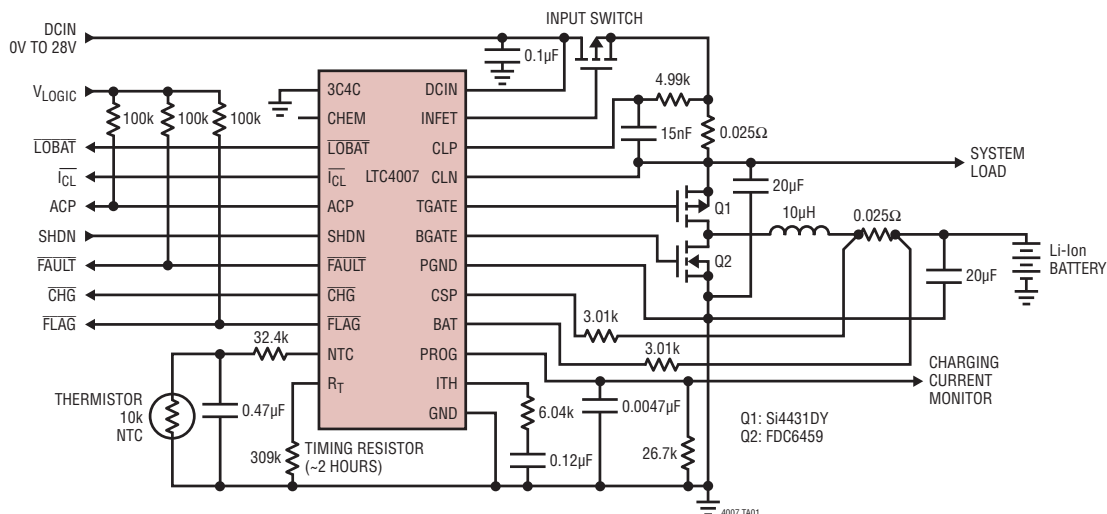 INPUT SWITCH
DCIN
0V TO 28V
0.1µF
VLOGIC
100k
100k
100k
4.99k
15nF
0.025Ω
SYSTEM
LOAD
20µF
LOBAT
ICL
ACP
SHDN
FAULT
CHG
FLAG
3C4C
CHEM
LOBAT
ICL
ACP
SHDN
FAULT
CHG
FLAG
NTC
RT
LTC4007
DCIN
INFET
CLP
CLN
TGATE
BGATE
PGND
CSP
BAT
PROG
ITH
GND
Q1
10µH
0.025Ω
Q2
Li-Ion
BATTERY
20µF
3.01k
3.01k
CHARGING
CURRENT
MONITOR
32.4k
THERMISTOR
10k
NTC
0.47µF
309k
TIMING RESISTOR
(~2 HOURS)
6.04k
0.12µF
0.0047µF
26.7k
Q1: Si4431DY
Q2: FDC6459
4007 TA01